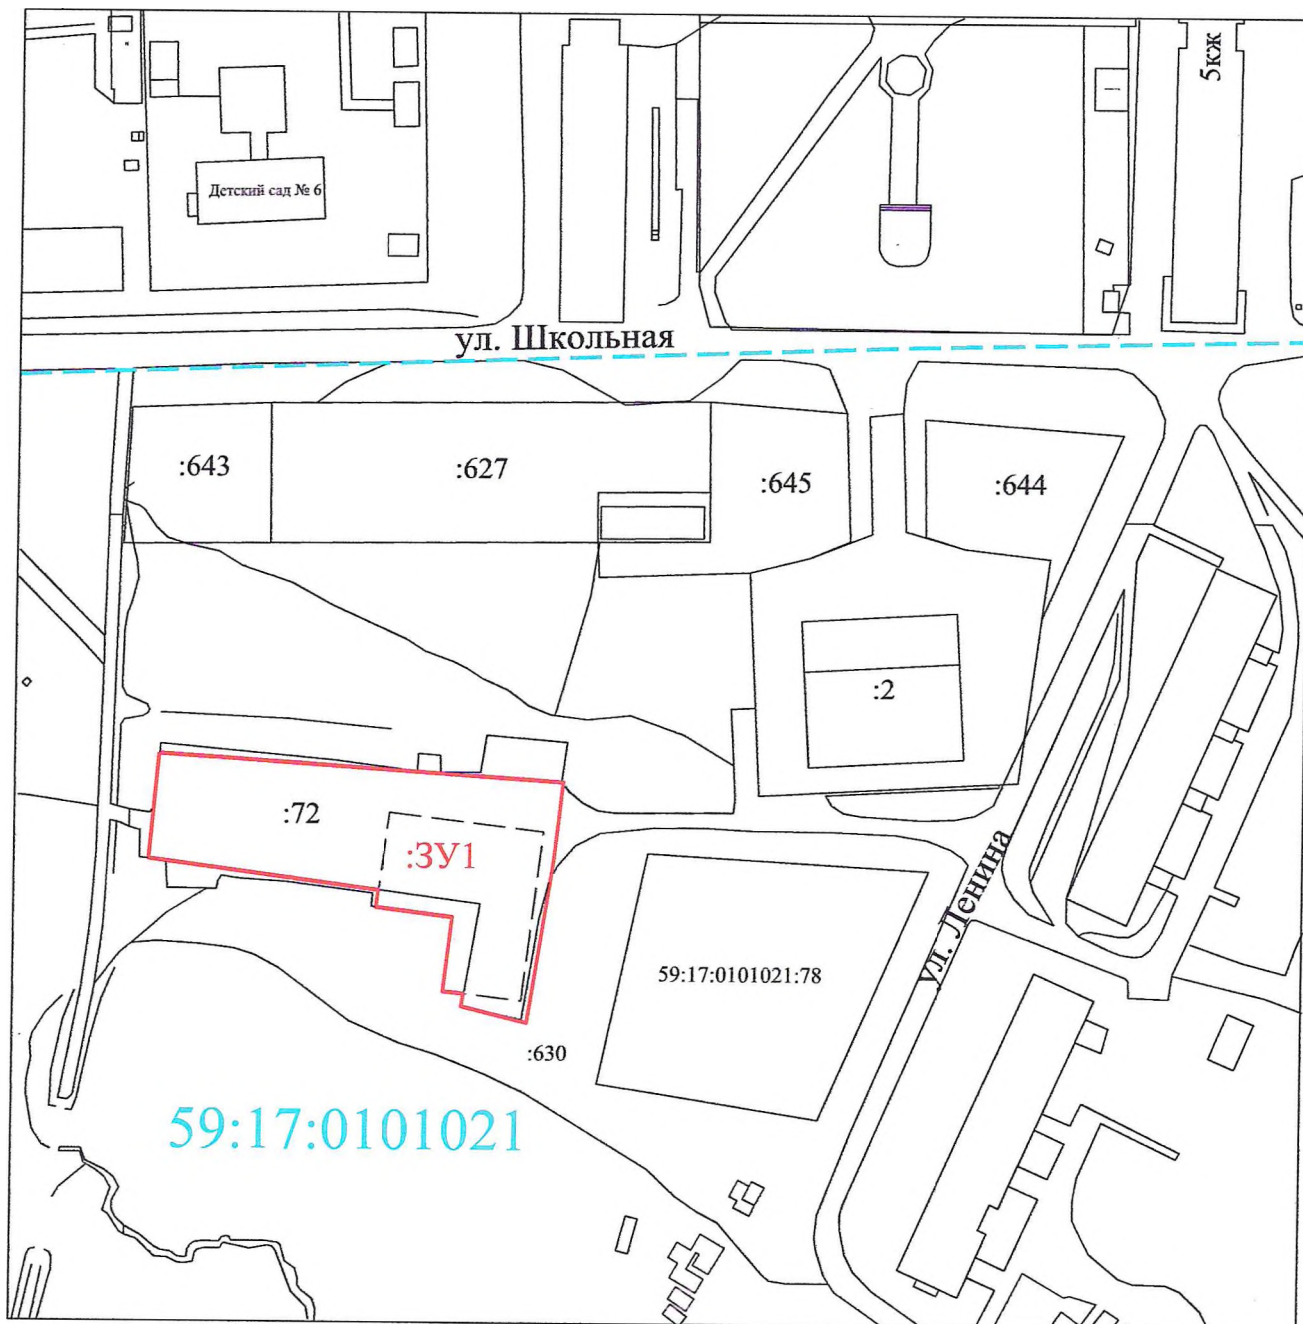 5кж
Детский сад № 6
ул. Школьная
:643
:627
:645
:644
:2
:72
:ЗУ1
ул. Ленина
59:17:0101021:78
:630
59:17:0101021